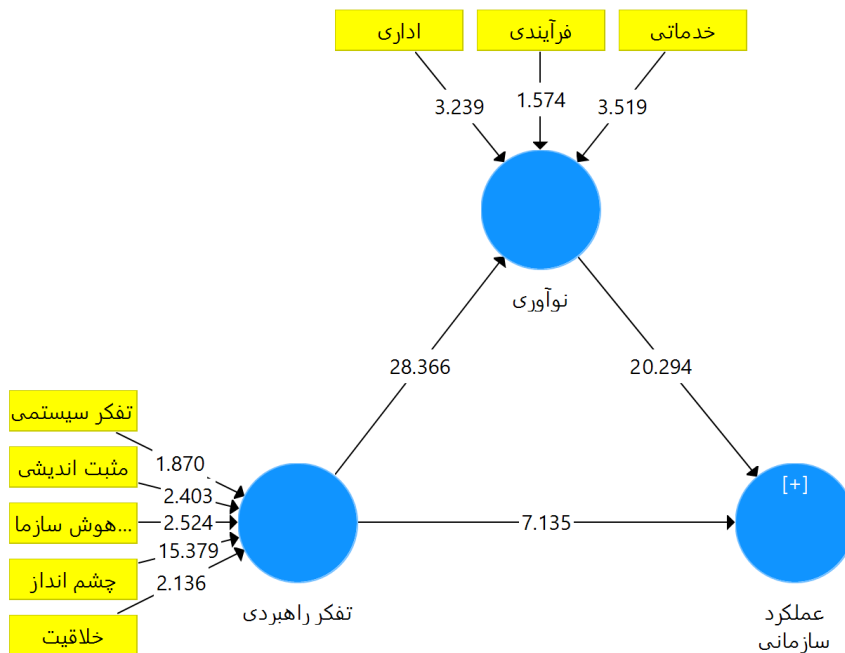 خدماتی
فرآیندی
اداری
3.239
1.574
3.519
نوآوری
28.366
20.294
تفکر سیستمی
1.870
مثبت اندیشی
2.403
هوش سازما...
2.524
چشم انداز
15.379
خلاقیت
2.136
7.135
[+]
تفکر راهبردی
عملکرد
سازمانی